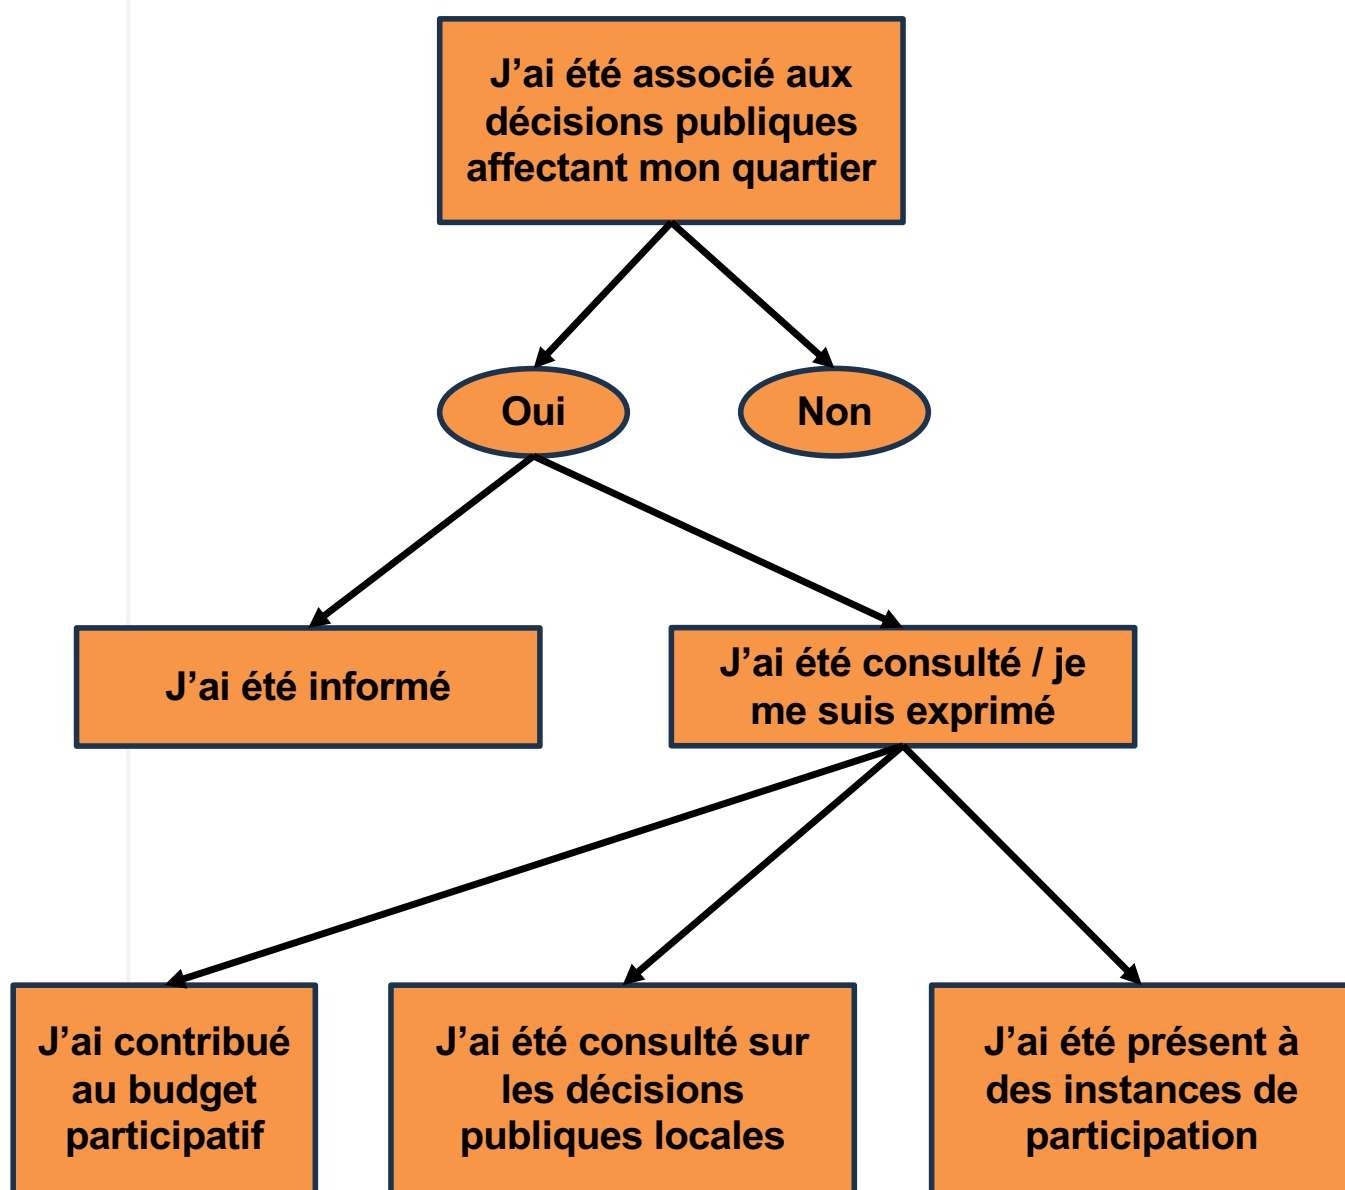 J’ai été associé aux
décisions publiques
affectant mon quartier
Oui
Non
J’ai été informé
J’ai été consulté / je
me suis exprimé
J’ai contribué
au budget
participatif
J’ai été consulté sur
les décisions
publiques locales
J’ai été présent à
des instances de
participation